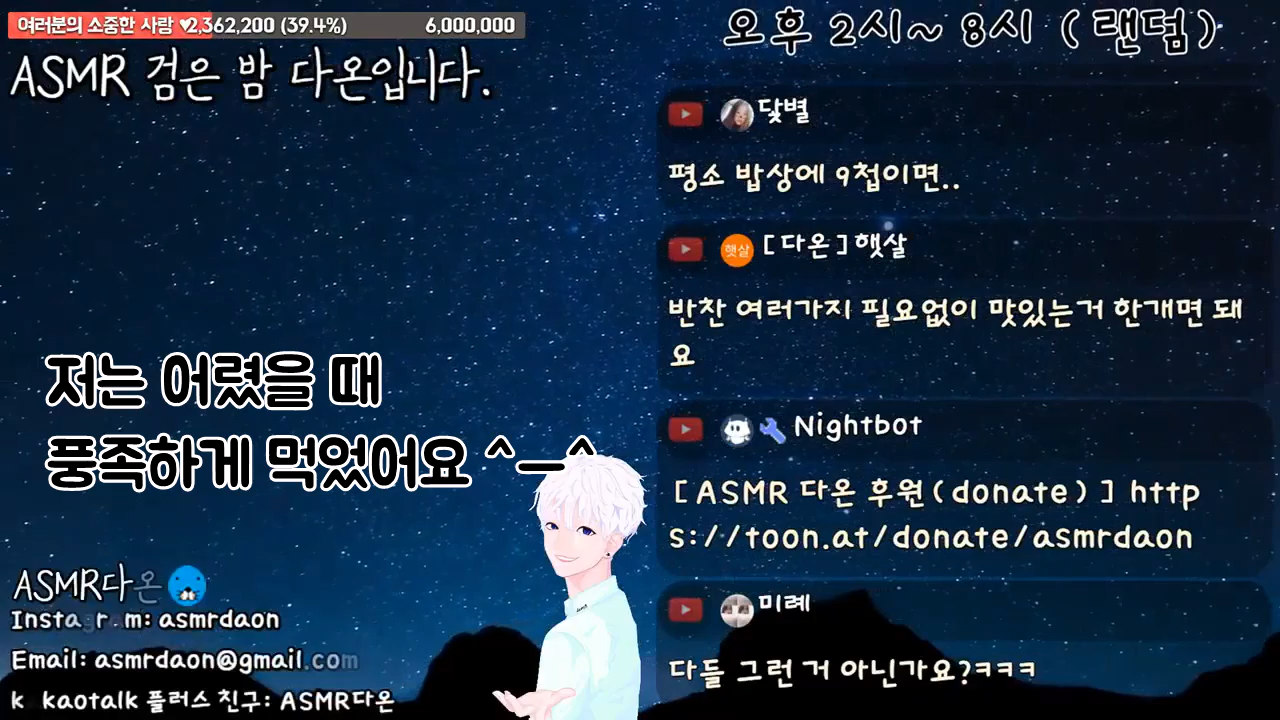 여러분의 소중한 사람 ♥2,362,200 (39.4%) 6,000,000
ASMR 검은 밤 다온입니다.
저는 어렸을 때
풍족하게 먹었어요 ^ㅡ^
ASMR다온
Instagr m: asmrdaon
Email: asmrdaon@gmail.com
k kaotalk 플러스 친구: ASMR다온
오후 2시~ 8시 ( 랜덤 )
닻별
평소 밥상에 9첩이면..
햇살 [다온]햇살
반찬 여러가지 필요없이 맛있는거 한개면 돼
요
Nightbot
[ASMR 다온 후원(donate)] http
s://toon.at/donate/asmrdaon
미례
다들 그런 거 아닌가요?ㅋㅋㅋ